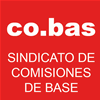 co.bas
SINDICATO DE
COMISIONES
DE BASE